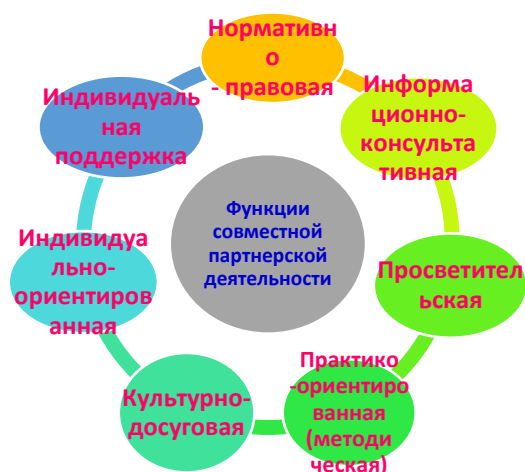 Нормативн
о
- правовая
Информа
ционно-
консульта
тивная
Просветител
ьская
Практико
-ориентиро
ванная
(методи
ческая)
Культурно-
досуговая
Индивидуа
льно-
ориентиров
анная
Индивидуаль
ная
поддержка
Функции
совместной
партнерской
деятельности